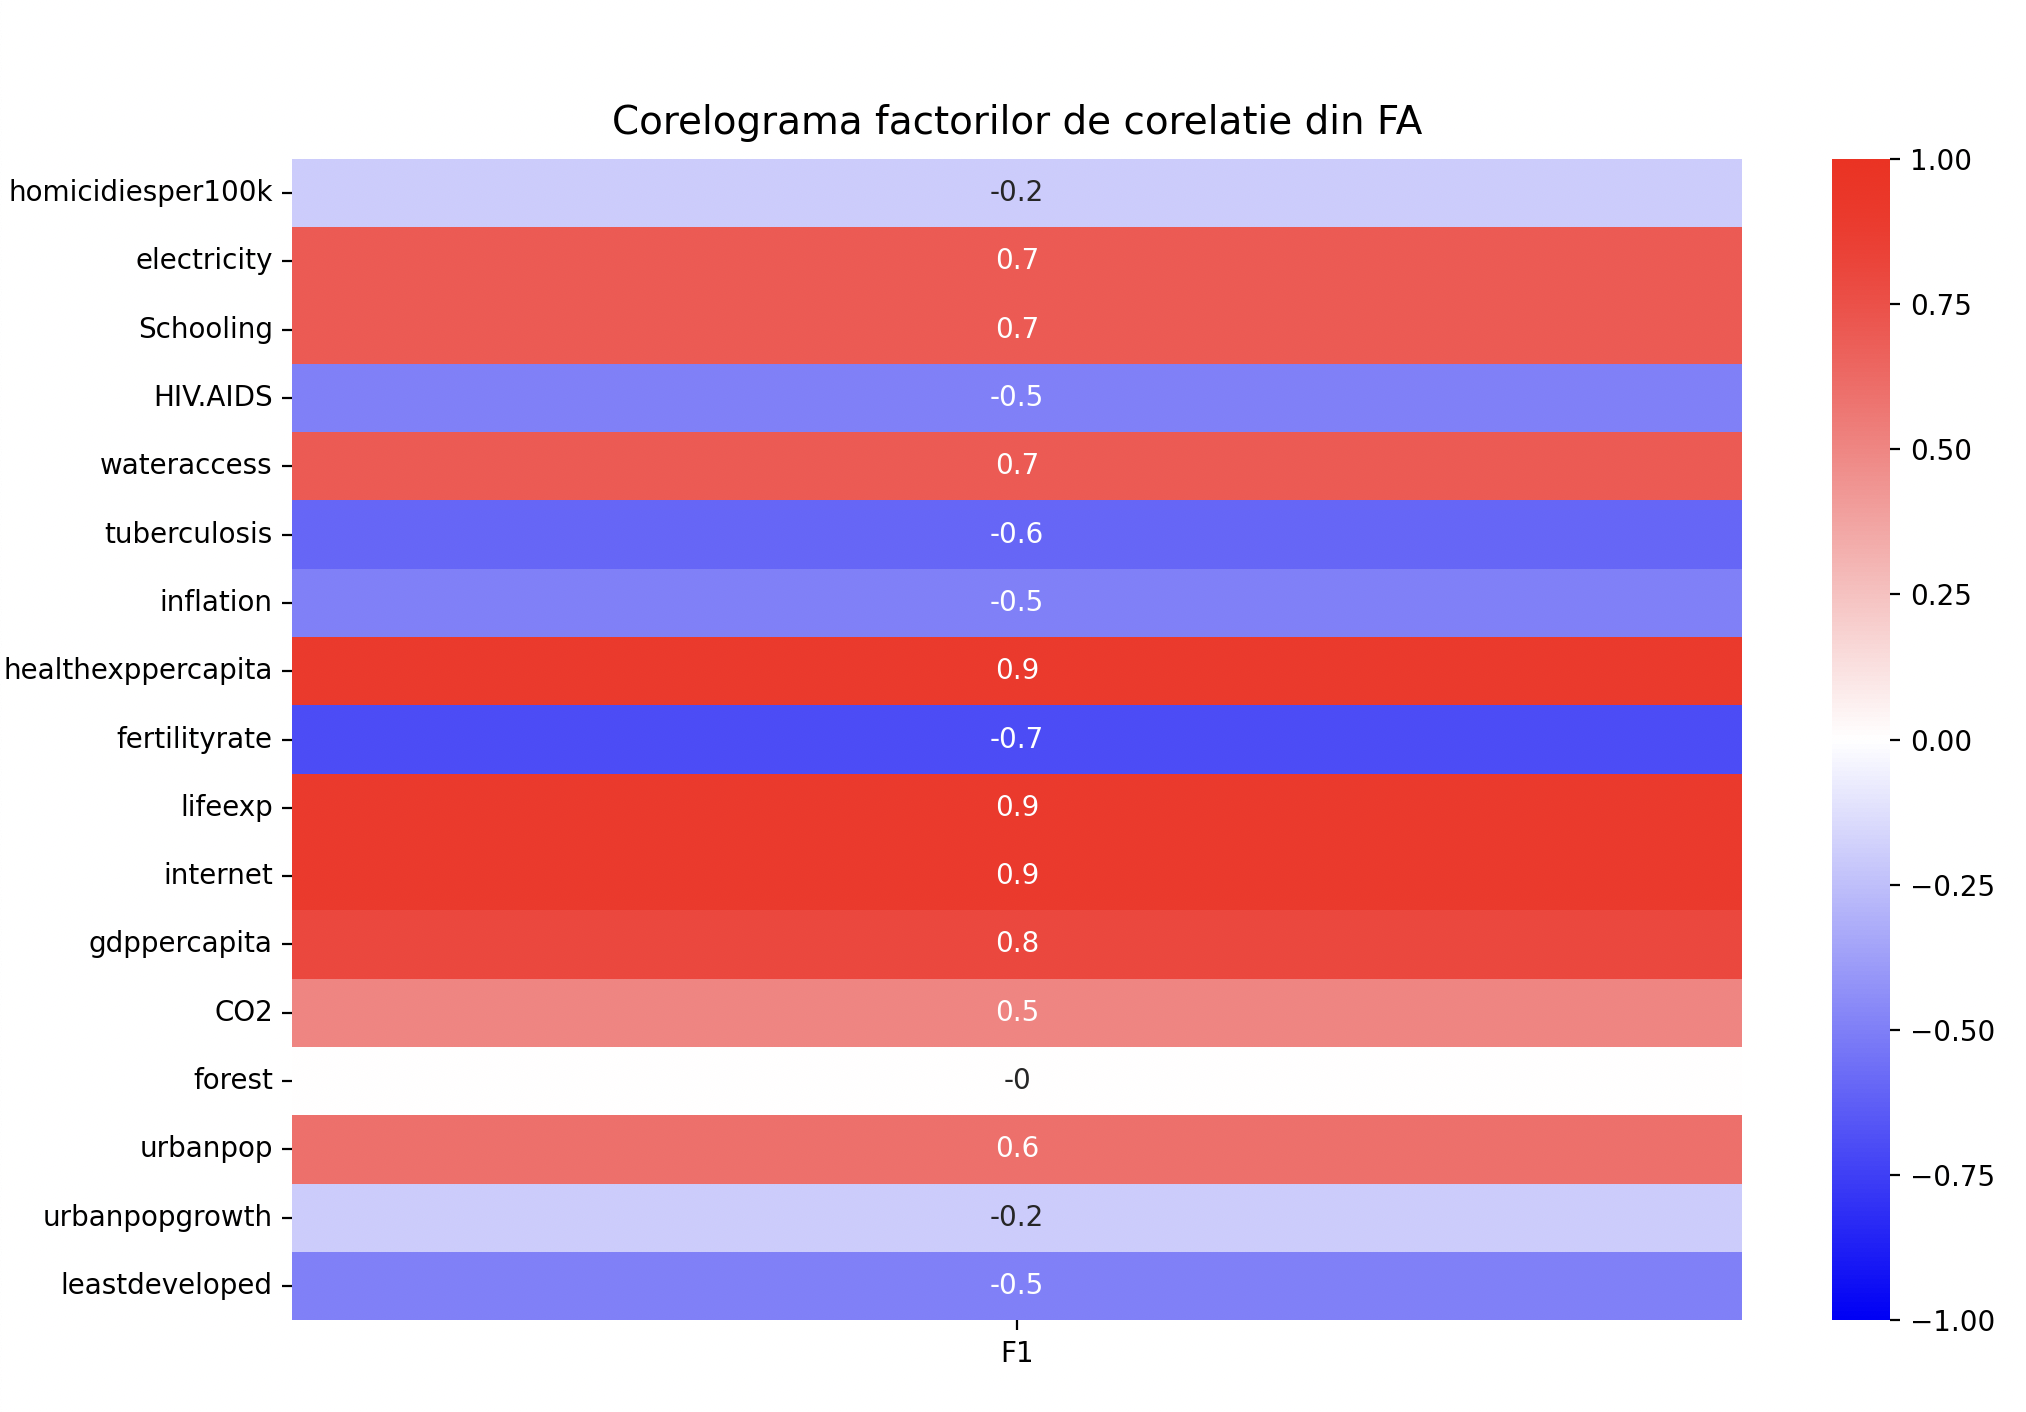 Corelograma factorilor de corelatie din FA
homicidiesper100k -0.2
electricity 0.7
Schooling 0.7
HIV.AIDS -0.5
wateraccess 0.7
tuberculosis -0.6
inflation -0.5
healthexppercapita 0.9
fertilityrate -0.7
lifeexp 0.9
internet 0.9
gdppercapita 0.8
CO2 0.5
forest -0
urbanpop 0.6
urbanpopgrowth -0.2
leastdeveloped -0.5
F1
1.00
0.75
0.50
0.25
0.00
−0.25
−0.50
−0.75
−1.00